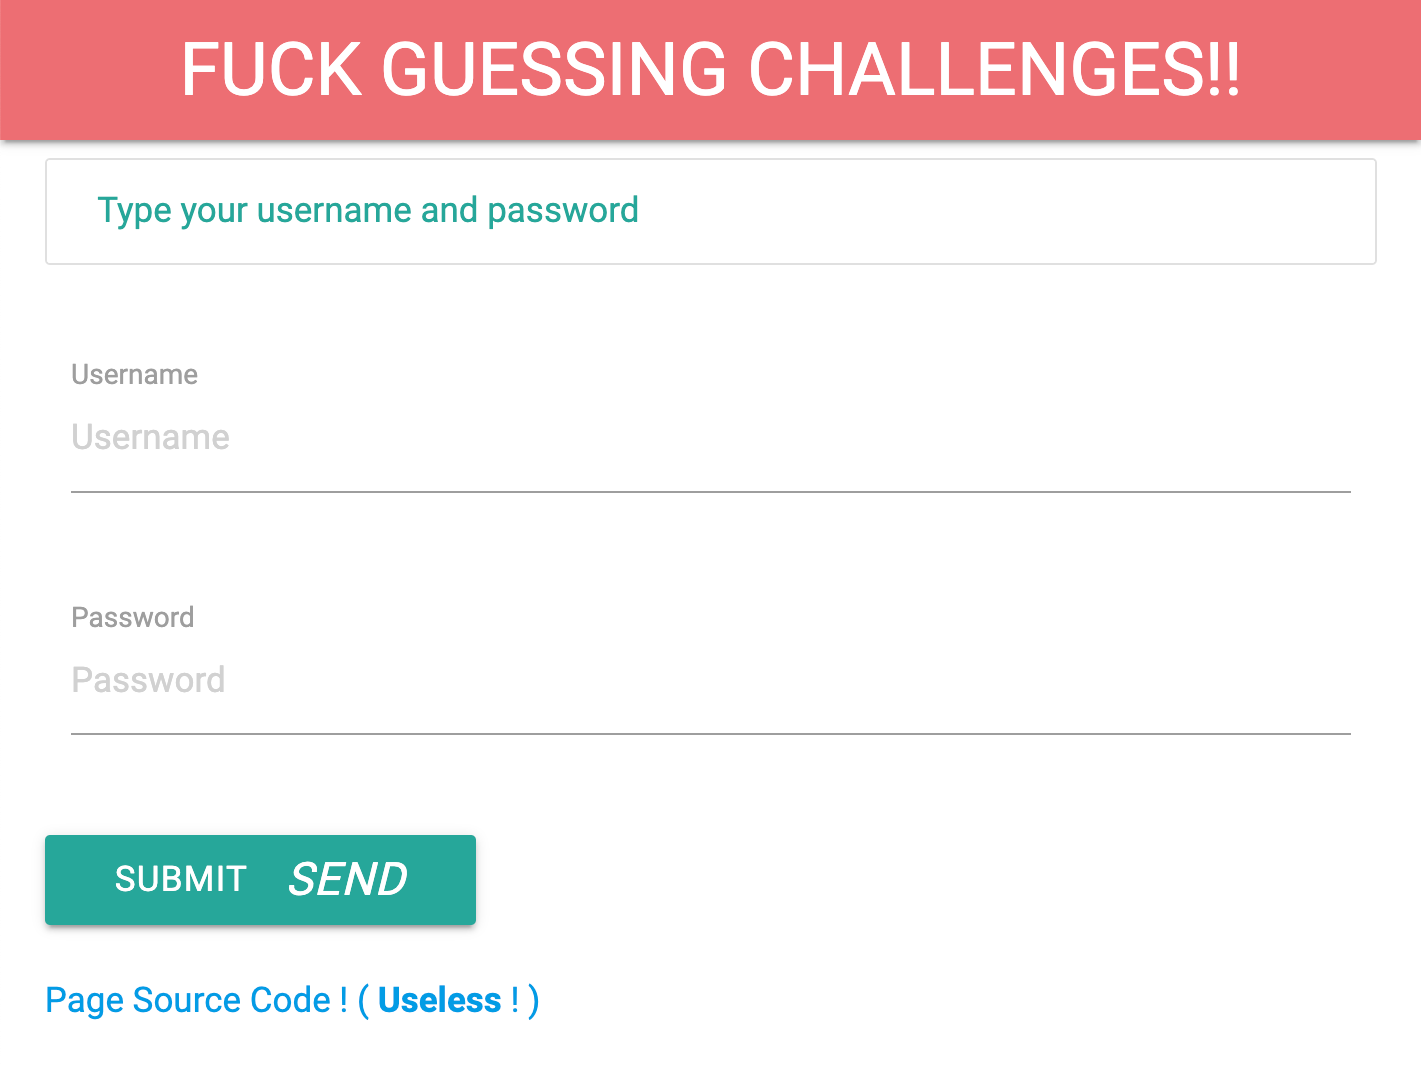 FUCK GUESSING CHALLENGES!!
Type your username and password
Username
Username
Password
Password
SUBMIT SEND
Page Source Code ! ( Useless ! )